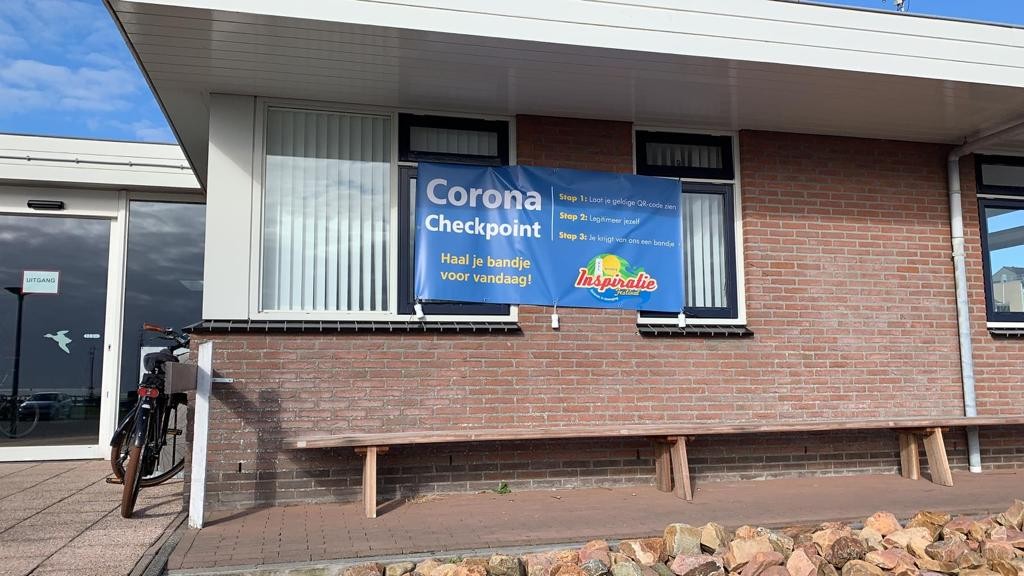 UITGANG
Corona
Checkpoint
Haal je bandje
voor vandaag!
Stap 1: Laat je geldige QR-code zien
Stap 2: Legitimeer jezelf
Stap 3: Je krijgt van ons een bandje
Inspiratie
Festival